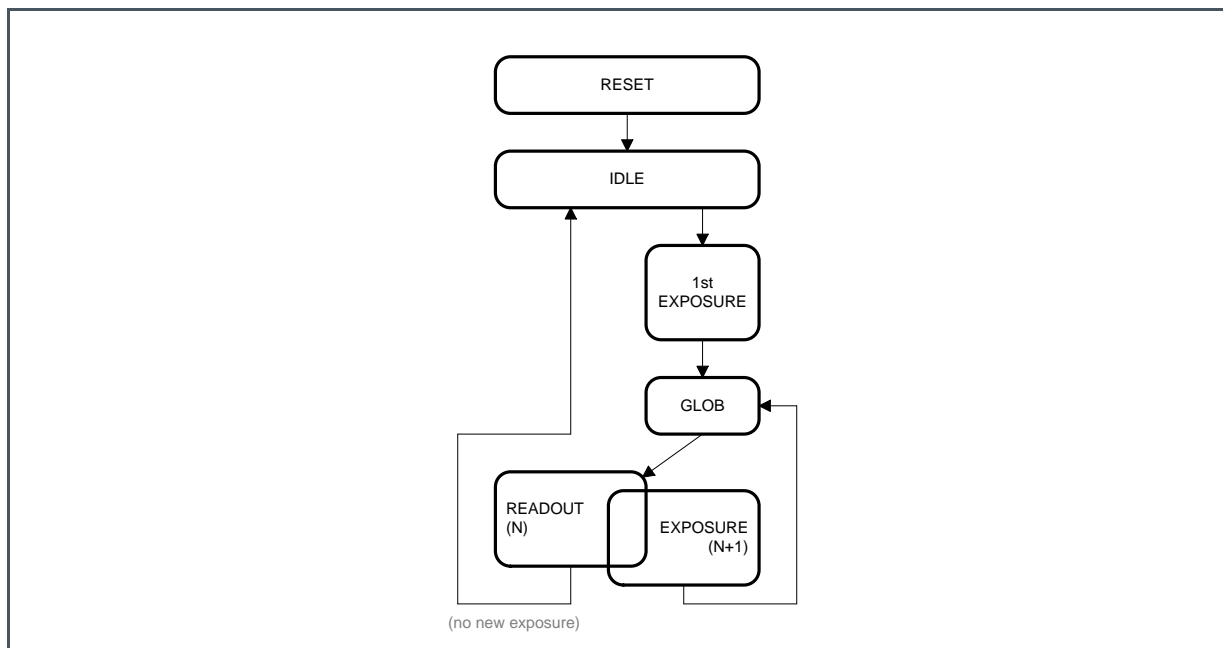 RESET
IDLE
1st
EXPOSURE
GLOB
READOUT
(N)
EXPOSURE
(N+1)
(no new exposure)